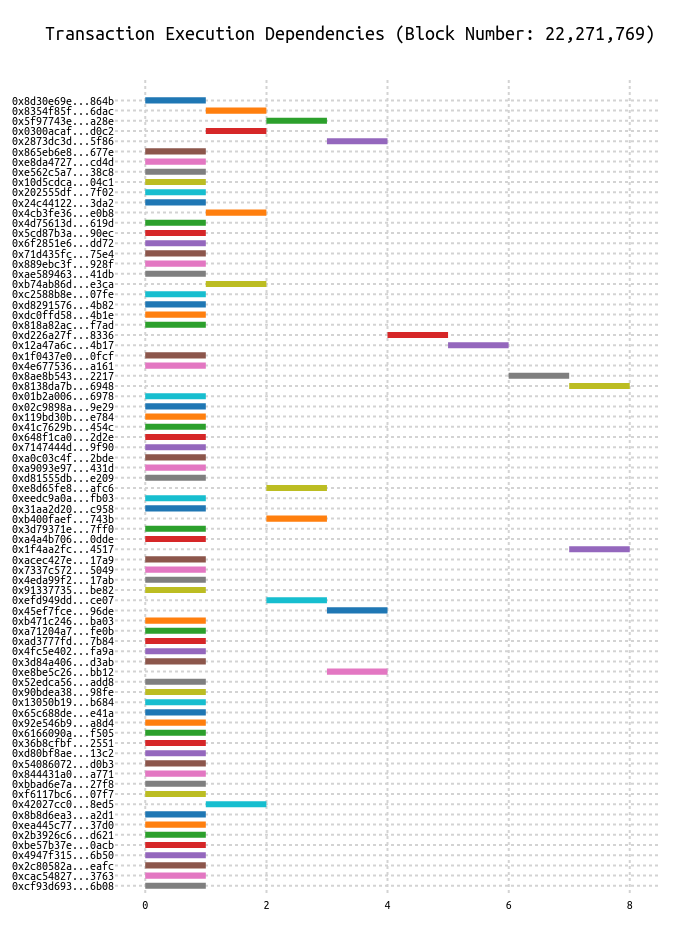 Transaction Execution Dependencies (Block Number: 22,271,769)
0x8d30e69e...864b
0x8354f85f...6dac
0x5f97743e...a28e
0x0300acaf...d0c2
0x2873dc3d...5f86
0x865eb6e8...677e
0xe8da4727...cd4d
0xe562c5a7...38c8
0x10d5cdca...04c1
0x202555df...7f02
0x24c44122...3da2
0x4cb3fe36...e0b8
0x4d75613d...619d
0x5cd87b3a...90ec
0x6f2851e6...dd72
0x71d435fc...75e4
0x889ebc3f...928f
0xae589463...41db
0xb74ab86d...e3ca
0xc2588b8e...07fe
0xd8291576...4b82
0xdc0ffd58...4b1e
0x818a82ac...f7ad
0xd226a27f...8336
0x12a47a6c...4b17
0x1f0437e0...0fcf
0x4e677536...a161
0x8ae8b543...2217
0x8138da7b...6948
0x01b2a006...6978
0x02c9898a...9e29
0x119bd30b...e784
0x41c7629b...454c
0x648f1ca0...2d2e
0x7147444d...9f90
0xa0c03c4f...2bde
0xa9093e97...431d
0xd81555db...e209
0xe8d65fe8...afc6
0xeedc9a0a...fb03
0x31aa2d20...c958
0xb400faef...743b
0x3d79371e...7ff0
0xa4a4b706...0dde
0x1f4aa2fc...4517
0xacec427e...17a9
0x7337c572...5049
0x4eda99f2...17ab
0x91337735...be82
0xefd949dd...ce07
0x45ef7fce...96de
0xb471c246...ba03
0xa71204a7...fe0b
0xad3777fd...7b84
0x4fc5e402...fa9a
0x3d84a406...d3ab
0xe8be5c26...bb12
0x52edca56...add8
0x90bdea38...98fe
0x13050b19...b684
0x65c688de...e41a
0x92e546b9...a8d4
0x6166090a...f505
0x36b8cfbf...2551
0xd80bf8ae...13c2
0x54086072...d0b3
0x844431a0...a771
0xbbad6e7a...27f8
0xf6117bc6...07f7
0x42027cc0...8ed5
0x8b8d6ea3...a2d1
0xea445c77...37d0
0x2b3926c6...d621
0xbe57b37e...0acb
0x4947f315...6b50
0x2c80582a...eafc
0xcac54827...3763
0xcf93d693...6b08
0 2 4 6 8